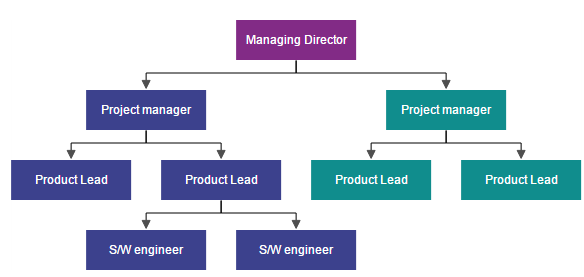 Managing Director
Project manager
Project manager
Product Lead
Product Lead
Product Lead
Product Lead
S/W engineer
S/W engineer